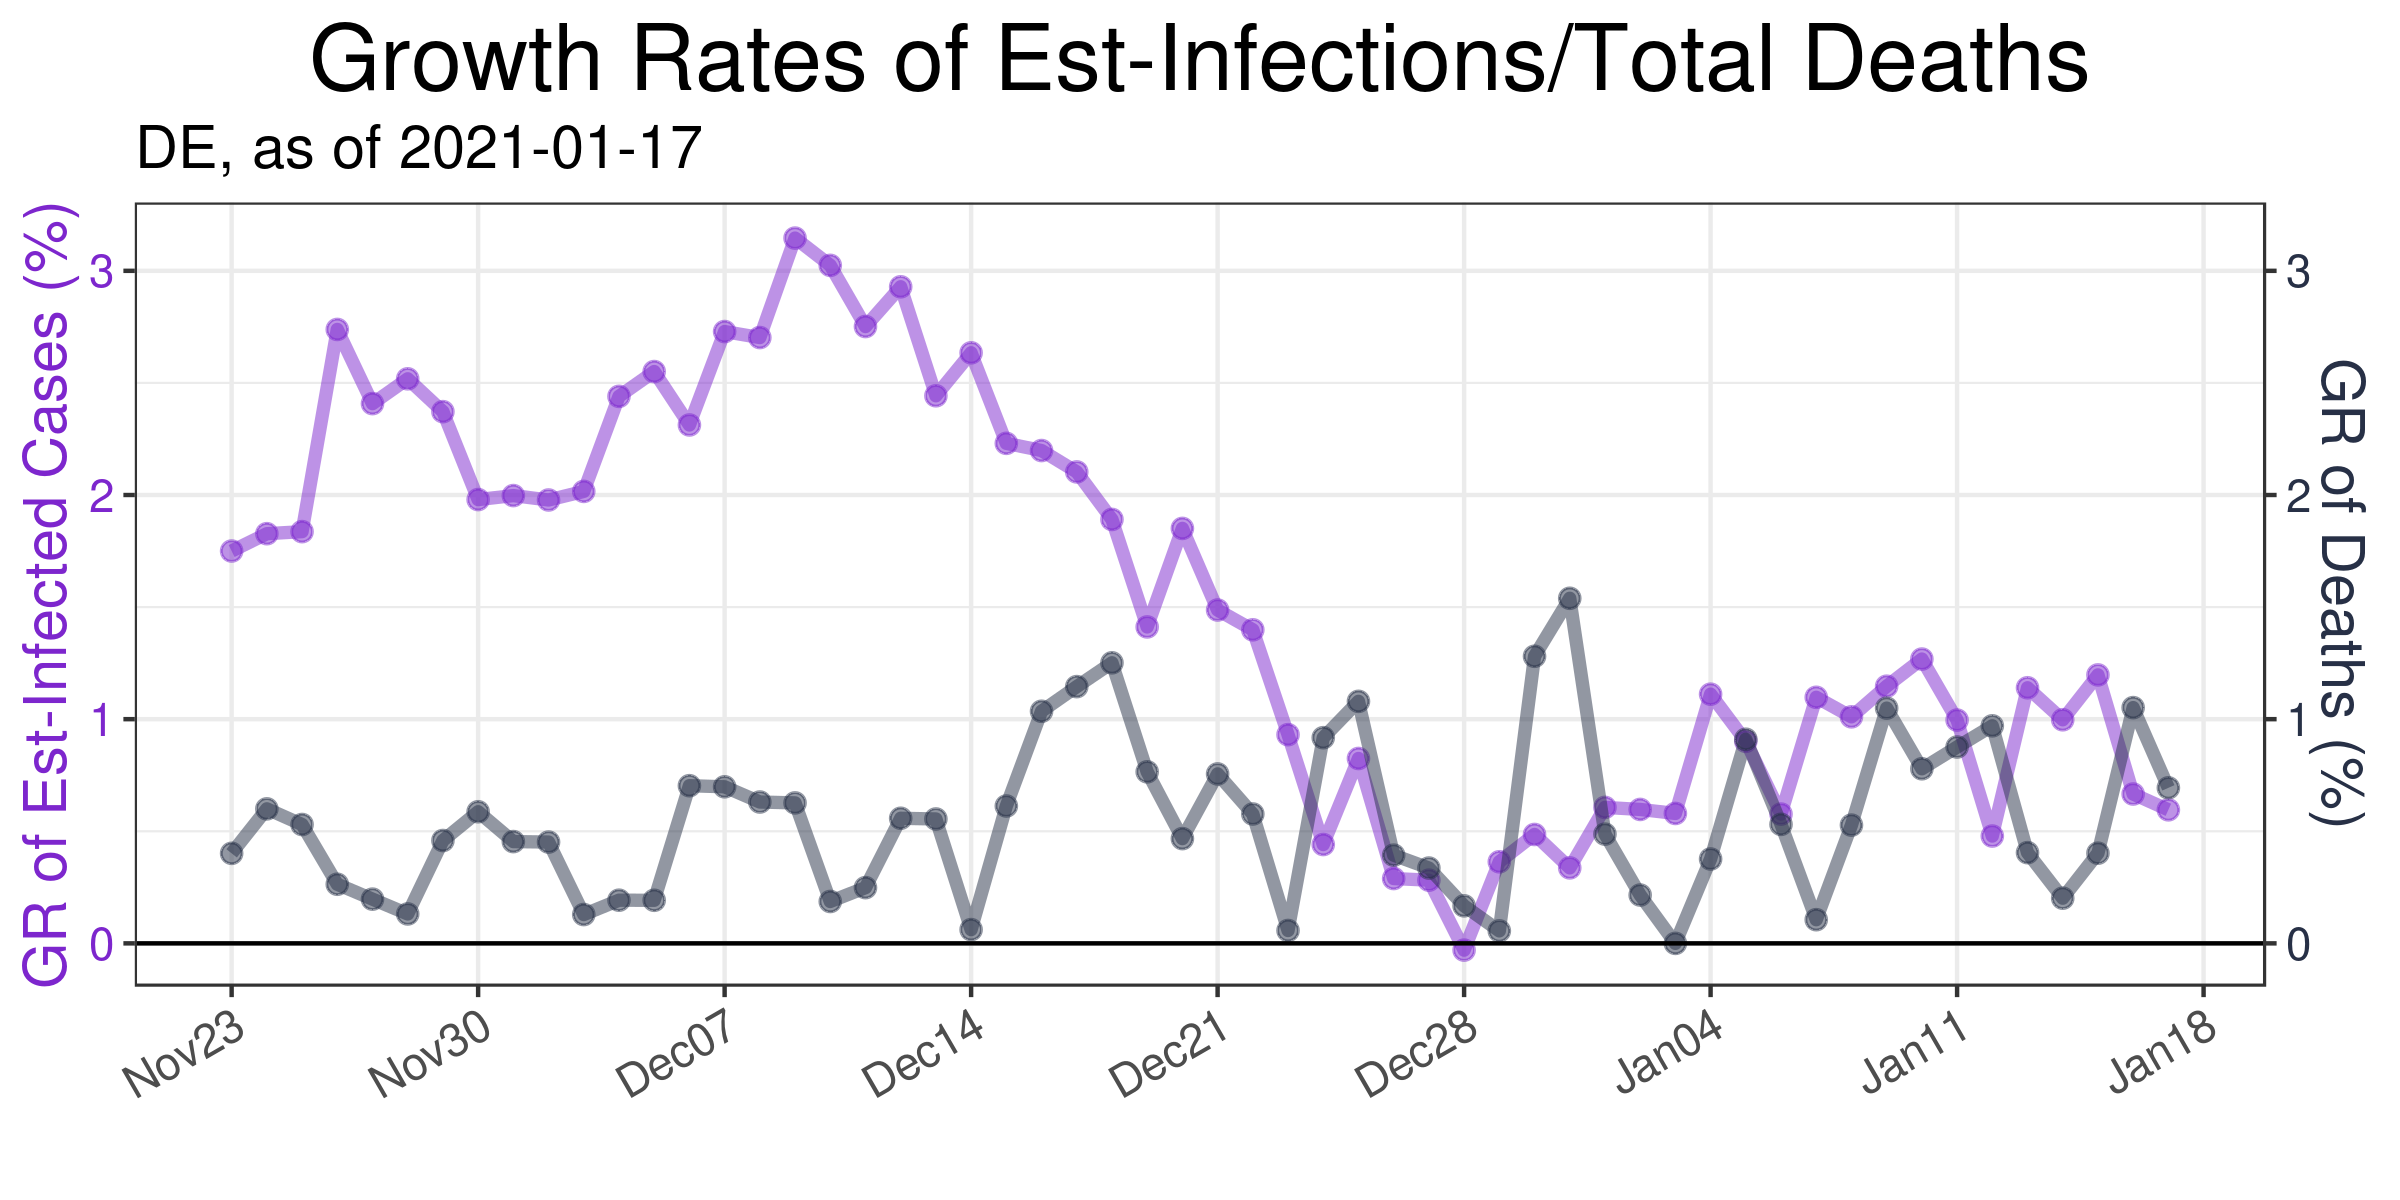 Growth Rates of Est-Infections/Total Deaths
DE, as of 2021-01-17
GR of Est-Infected Cases (%)
3
2
1
0
3
2
1
0
GR of Deaths (%)
Nov23
Nov30
Dec07
Dec14
Dec21
Dec28
Jan04
Jan11
Jan18